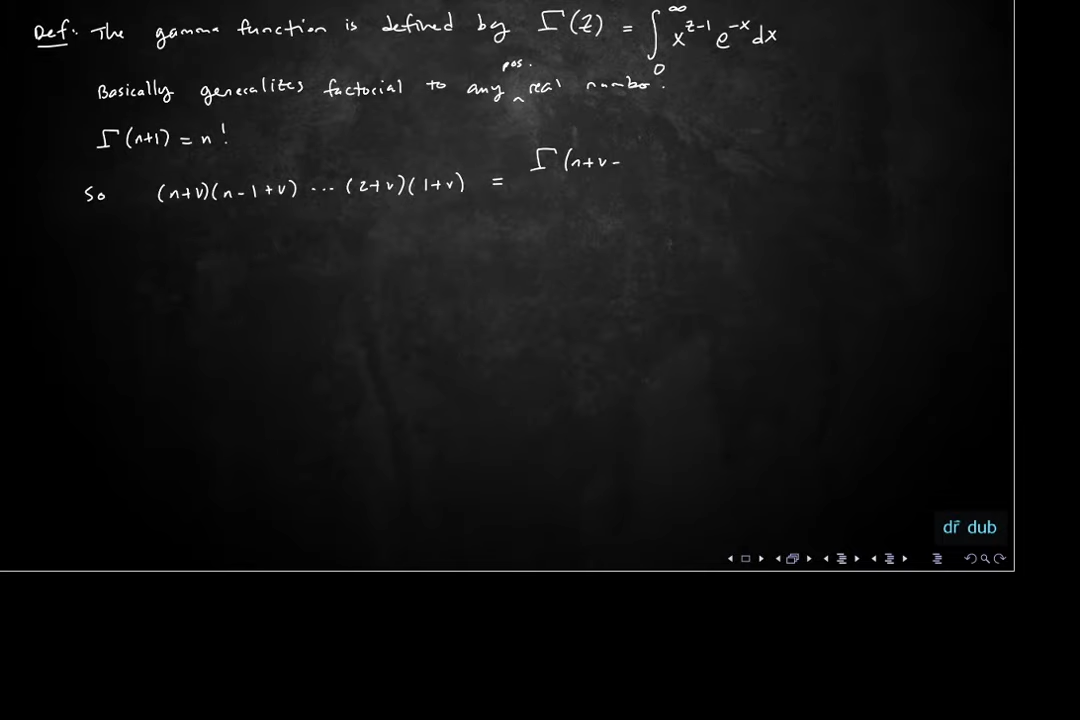 Def: The gamma function is defined by Γ(z) = ∫₀^∞ x^{z-1} e^{-x} dx
Basically generalizes factorial to any ‸pos. real number.
Γ(n+1) = n!
So (n+ν)(n-1+ν) ... (2+ν)(1+ν) = Γ(n+ν-
dr dub